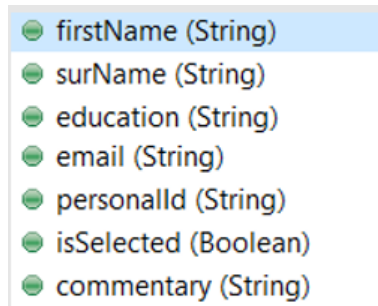 firstName (String)
surName (String)
education (String)
email (String)
personalId (String)
isSelected (Boolean)
commentary (String)